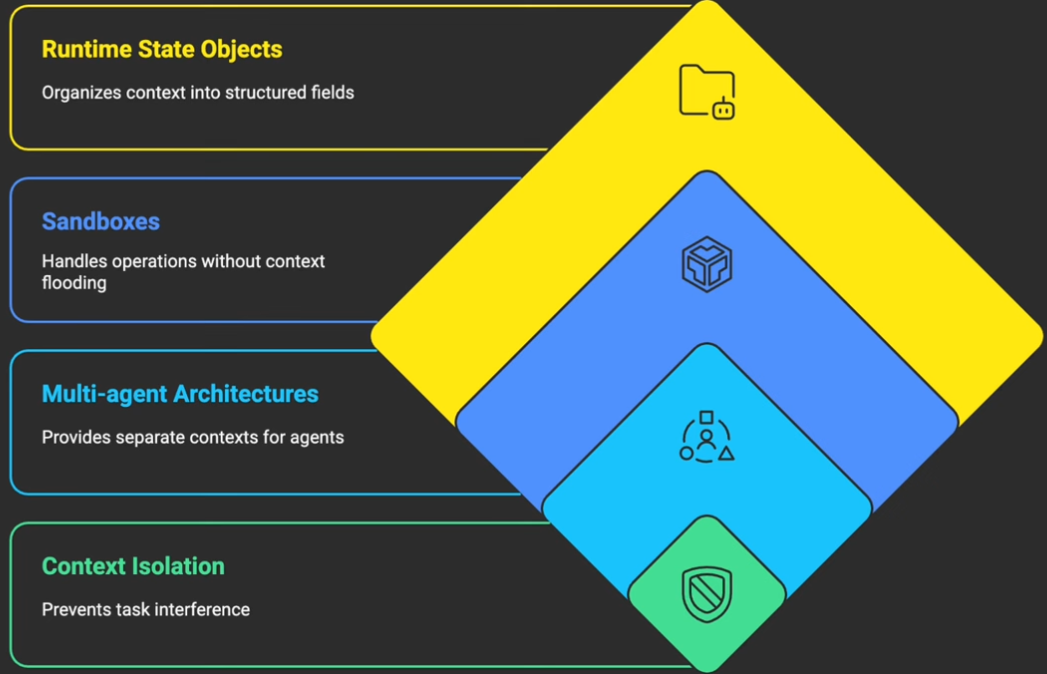 Runtime State Objects
Organizes context into structured fields
Sandboxes
Handles operations without context
flooding
Multi-agent Architectures
Provides separate contexts for agents
Context Isolation
Prevents task interference